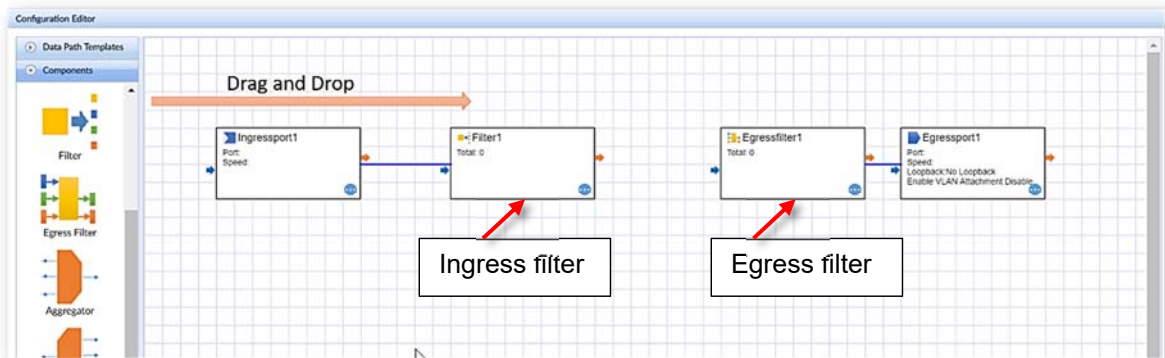 Configuration Editor
Data Path Templates
Components
Drag and Drop
Filter
Egress Filter
Aggregator
Ingressport1
Port:
Speed:
Filter1
Total: 0
Egressfilter1
Total: 0
Egressport1
Port:
Speed:
Loopback:No Loopback
Enable VLAN Attachment Disable
Ingress filter
Egress filter